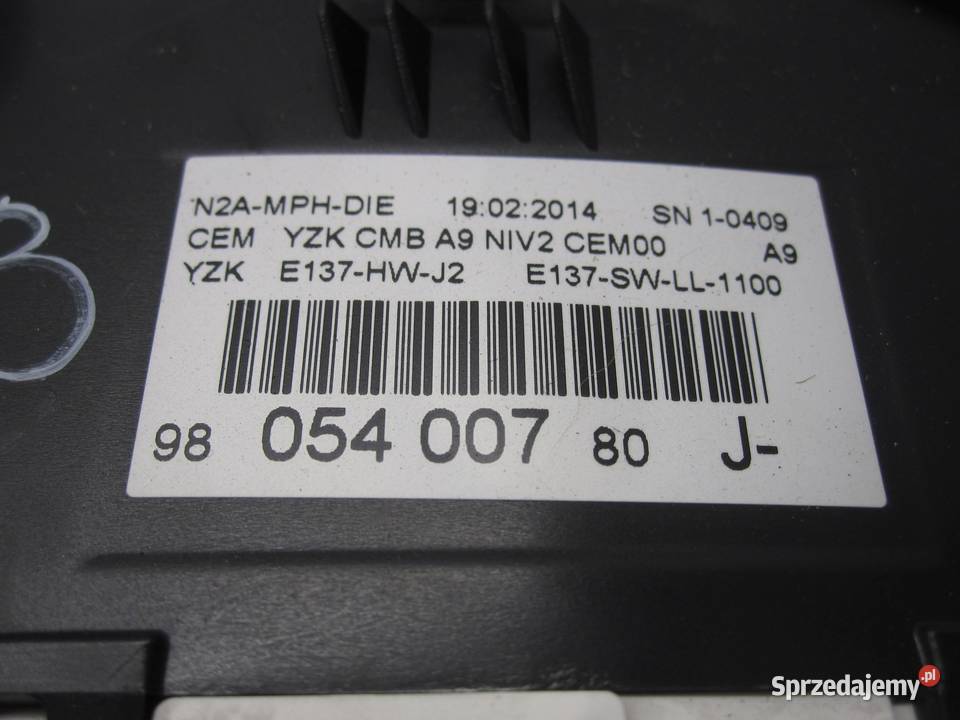 N2A-MPH-DIE 19:02:2014 SN 1-0409
CEM YZK CMB A9 NIV2 CEM00 A9
YZK E137-HW-J2 E137-SW-LL-1100
98 054 007 80 J-
3
Sprzedajemy.pl